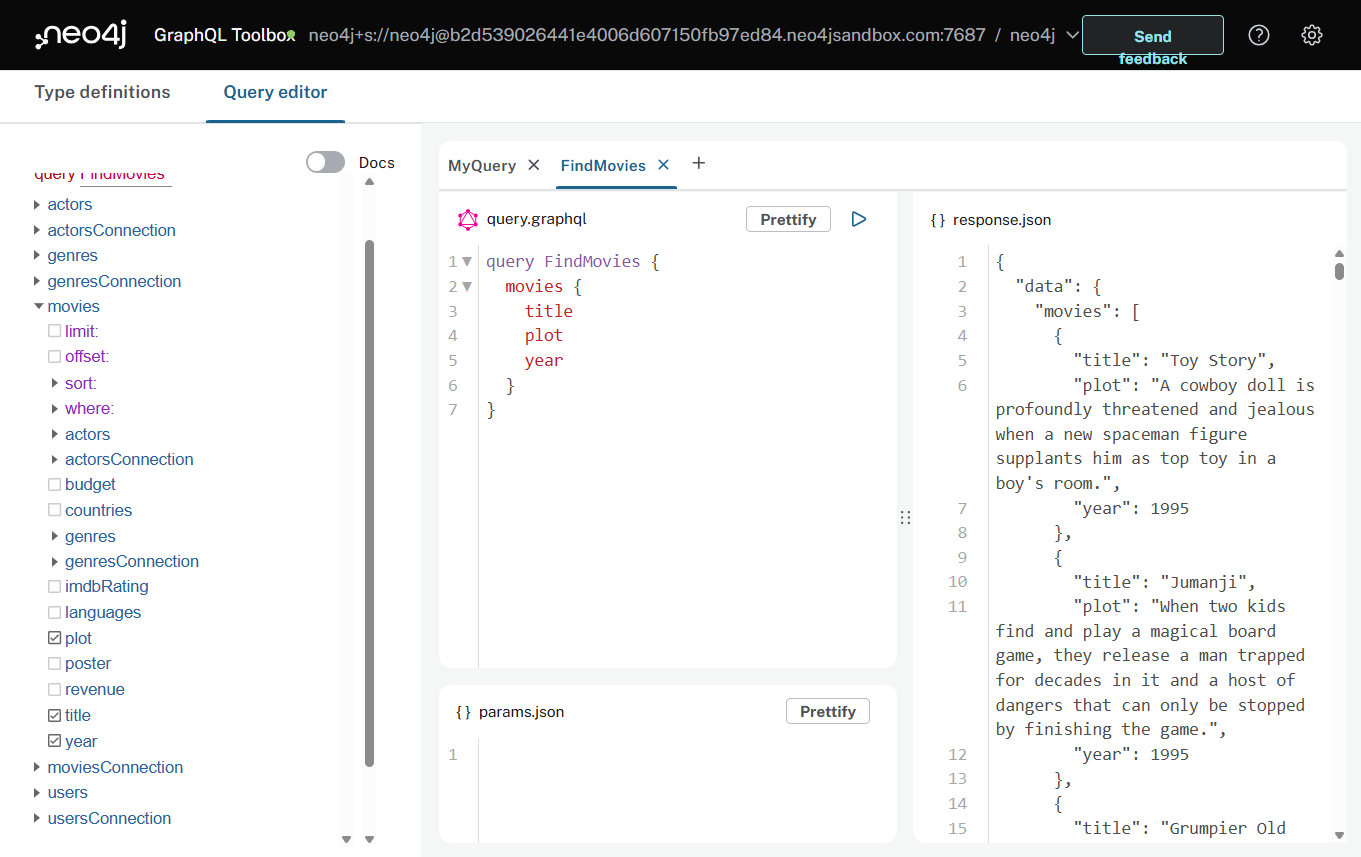 neo4j GraphQL Toolbox neo4j+s://neo4j@b2d539026441e4006d607150fb97ed84.neo4jsandbox.com:7687 / neo4j Send feedback ?
Type definitions Query editor
Docs
query FindMovies
actors
actorsConnection
genres
genresConnection
movies
limit:
offset:
sort:
where:
actors
actorsConnection
budget
countries
genres
genresConnection
imdbRating
languages
plot
poster
revenue
title
year
moviesConnection
users
usersConnection
MyQuery FindMovies
query.graphql Prettify
1 query FindMovies {
2 movies {
3 title
4 plot
5 year
6 }
7 }
{ } params.json Prettify
1
{ } response.json
1 {
2 "data": {
3 "movies": [
4 {
5 "title": "Toy Story",
6 "plot": "A cowboy doll is
profoundly threatened and jealous
when a new spaceman figure
supplants him as top toy in a
boy's room.",
7 "year": 1995
8 },
9 {
10 "title": "Jumanji",
11 "plot": "When two kids
find and play a magical board
game, they release a man trapped
for decades in it and a host of
dangers that can only be stopped
by finishing the game.",
12 "year": 1995
13 },
14 {
15 "title": "Grumpier Old